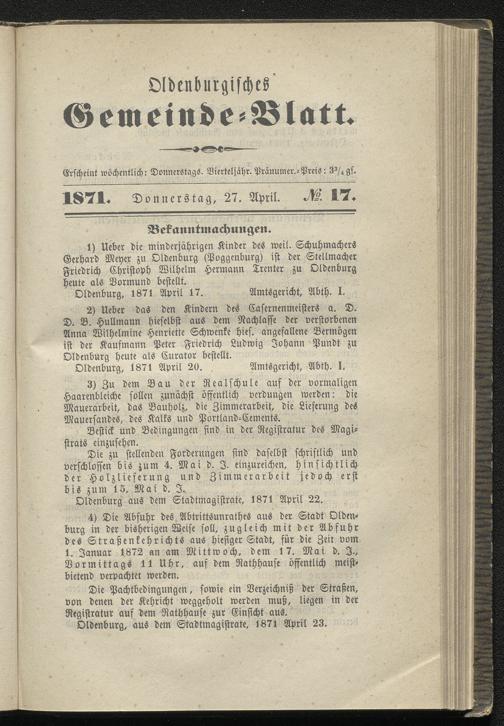 Oldenburgisches
Gemeinde-Blatt.
Erscheint wöchentlich: Donnerstags. Vierteljähr. Pränumer.-Preis: 3¾ gs.
1871. Donnerstag, 27. April. № 17.
Bekanntmachungen.
1) Ueber die minderjährigen Kinder des weil. Schuhmachers
Gerhard Meyer zu Oldenburg (Poggenburg) ist der Stellmacher
Friedrich Christoph Wilhelm Hermann Trenter zu Oldenburg
heute als Vormund bestellt.
Oldenburg, 1871 April 17. Amtsgericht, Abth. I.
2) Ueber das den Kindern des Casernenmeisters a. D.
D. B. Hullmann hieselbst aus dem Nachlasse der verstorbenen
Anna Wilhelmine Henriette Schwenke hies. angefallene Vermögen
ist der Kaufmann Peter Friedrich Ludwig Johann Pundt zu
Oldenburg heute als Curator bestellt.
Oldenburg, 1871 April 20. Amtsgericht, Abth. I.
3) Zu dem Bau der Realschule auf der vormaligen
Haarenbleiche sollen zunächst öffentlich verdungen werden: die
Mauerarbeit, das Bauholz, die Zimmerarbeit, die Lieferung des
Mauersandes, des Kalks und Portland-Cements.
Bestick und Bedingungen sind in der Registratur des Magi-
strats einzusehen.
Die zu stellenden Forderungen sind daselbst schriftlich und
verschlossen bis zum 4. Mai d. J. einzureichen, hinsichtlich
der Holzlieferung und Zimmerarbeit jedoch erst
bis zum 15. Mai d. J.
Oldenburg aus dem Stadtmagistrate, 1871 April 22.
4) Die Abfuhr des Abtrittsunrathes aus der Stadt Olden-
burg in der bisherigen Weise soll, zugleich mit der Abfuhr
des Straßenkehrichts aus hiesiger Stadt, für die Zeit vom
1. Januar 1872 an am Mittwoch, dem 17. Mai d. J.,
Vormittags 11 Uhr, auf dem Rathhause öffentlich meist-
bietend verpachtet werden.
Die Pachtbedingungen, sowie ein Verzeichniß der Straßen,
von denen der Kehricht weggeholt werden muß, liegen in der
Registratur auf dem Rathhause zur Einsicht aus.
Oldenburg, aus dem Stadtmagistrate, 1871 April 23.